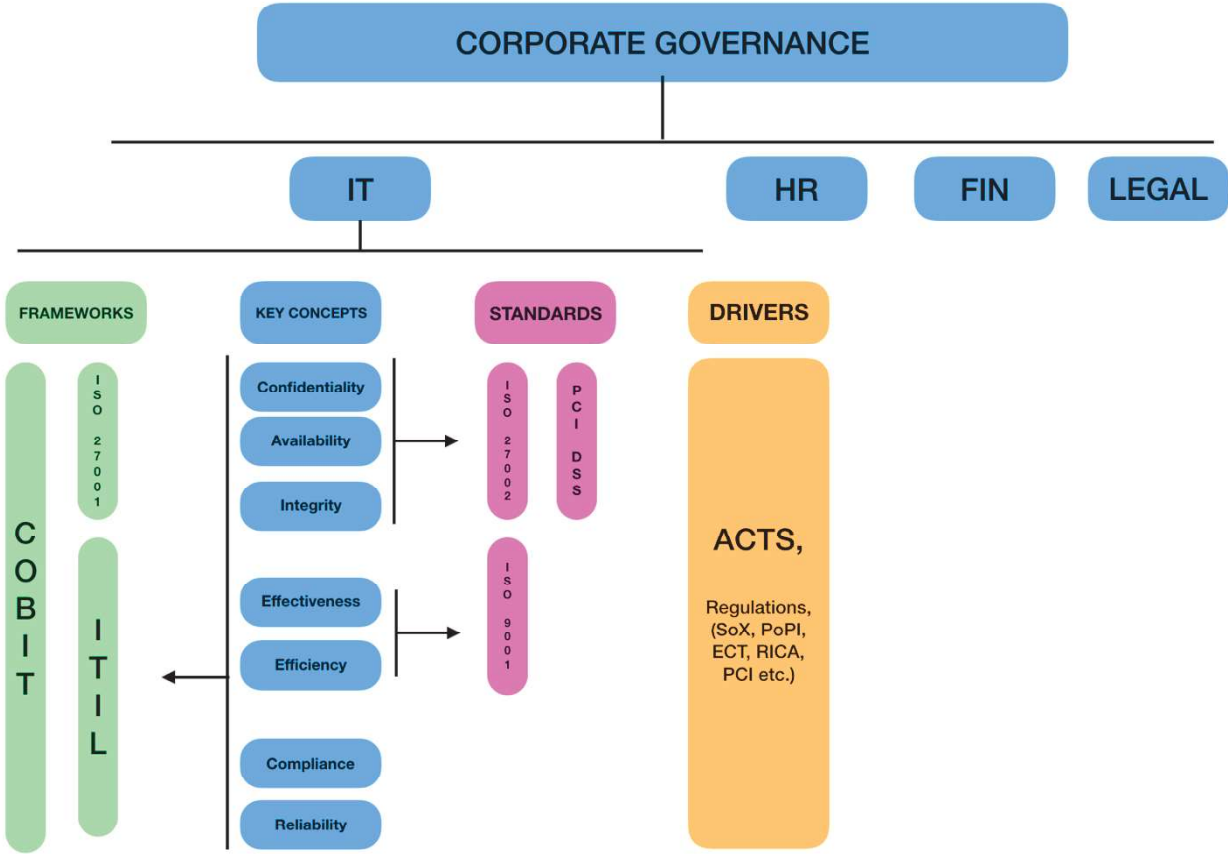 CORPORATE GOVERNANCE
IT
HR
FIN
LEGAL
FRAMEWORKS
KEY CONCEPTS
STANDARDS
DRIVERS
COBIT
ISO 27001
ITIL
Confidentiality
Availability
Integrity
Effectiveness
Efficiency
Compliance
Reliability
ISO 27002
PCI DSS
ISO 9001
ACTS,
Regulations,
(SoX, PoPI,
ECT, RICA,
PCI etc.)